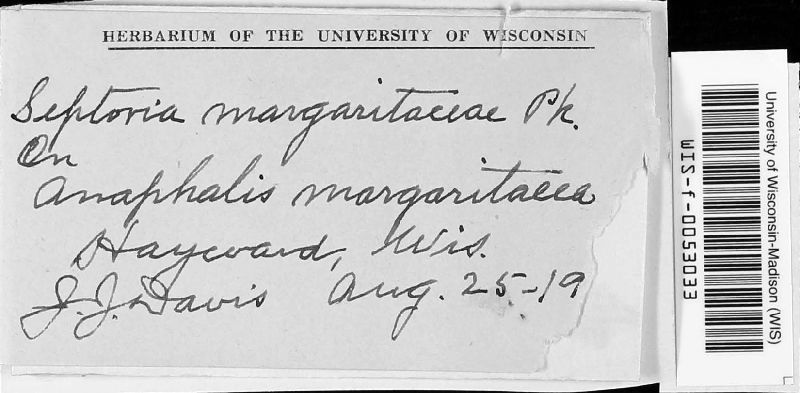 HERBARIUM OF THE UNIVERSITY OF WISCONSIN
Septoria margaritaceae Pk.
On
Anaphalis margaritacea
Hayward, Wis.
J.J. Davis Aug. 25-19
University of Wisconsin-Madison (WIS)
WIS-f-0053033